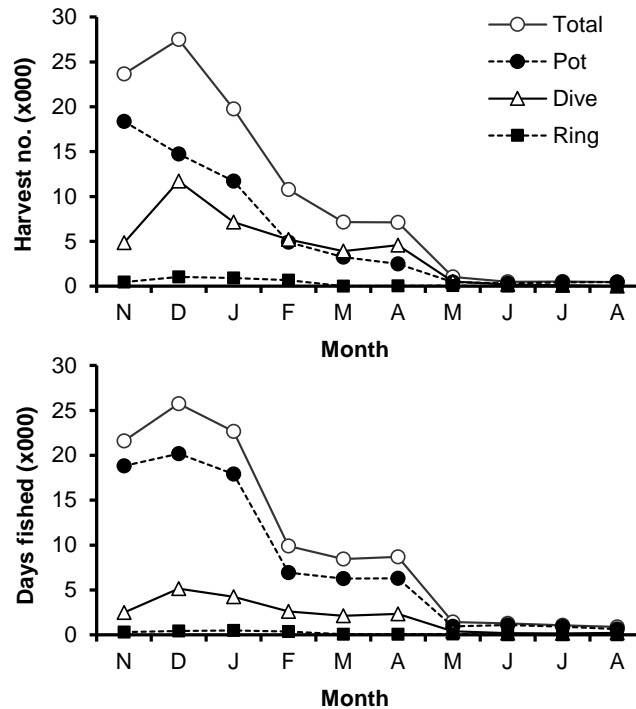 30
25
20
15
10
5
0
Harvest no. (x000)
Total
Pot
Dive
Ring
N D J F M A M J J A
Month
30
25
20
15
10
5
0
Days fished (x000)
N D J F M A M J J A
Month